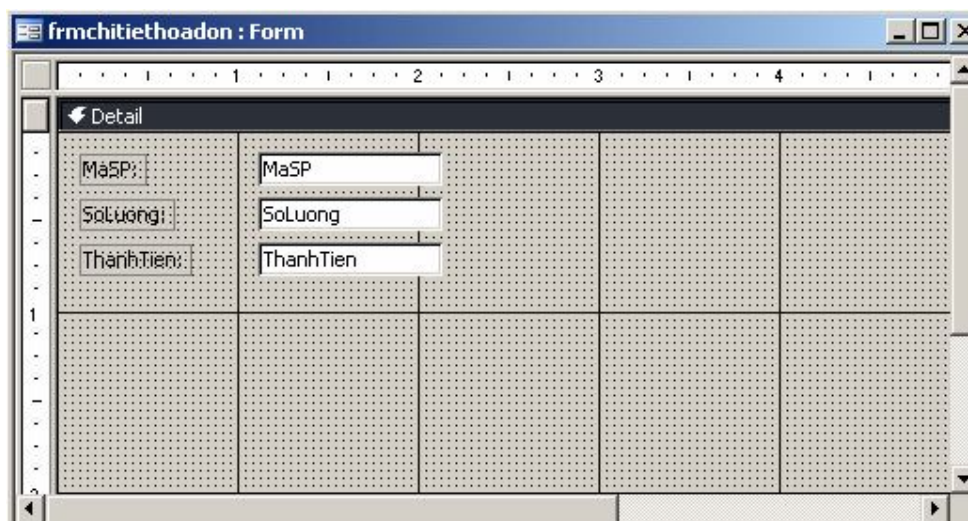 frmchitiethoadon : Form
1 2 3 4
Detail
MaSP: MaSP
SoLuong: SoLuong
ThanhTien: ThanhTien
1